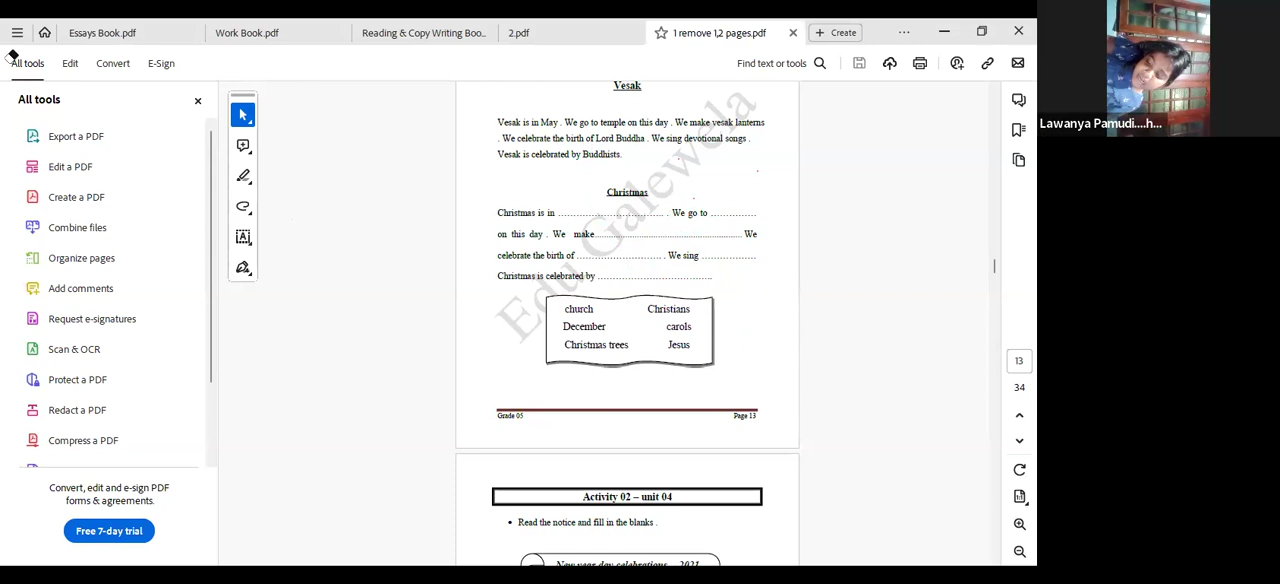 Essays Book.pdf
Work Book.pdf
Reading & Copy Writing Boo...
2.pdf
1 remove 1,2 pages.pdf
Create
All tools
Edit
Convert
E-Sign
Find text or tools
All tools
Export a PDF
Edit a PDF
Create a PDF
Combine files
Organize pages
Add comments
Request e-signatures
Scan & OCR
Protect a PDF
Redact a PDF
Compress a PDF
Convert, edit and e-sign PDF
forms & agreements.
Free 7-day trial
Vesak
Vesak is in May . We go to temple on this day . We make vesak lanterns
. We celebrate the birth of Lord Buddha . We sing devotional songs .
Vesak is celebrated by Buddhists.
Christmas
Christmas is in .................................... . We go to ...............
on this day . We make.................................................. We
celebrate the birth of ............................. . We sing ..................
Christmas is celebrated by ......................................
church Christians
December carols
Christmas trees Jesus
Edu Galewela
Grade 05 Page 13
Activity 02 – unit 04
• Read the notice and fill in the blanks .
New year day celebrations – 2021
13
34
Lawanya Pamudi....h...